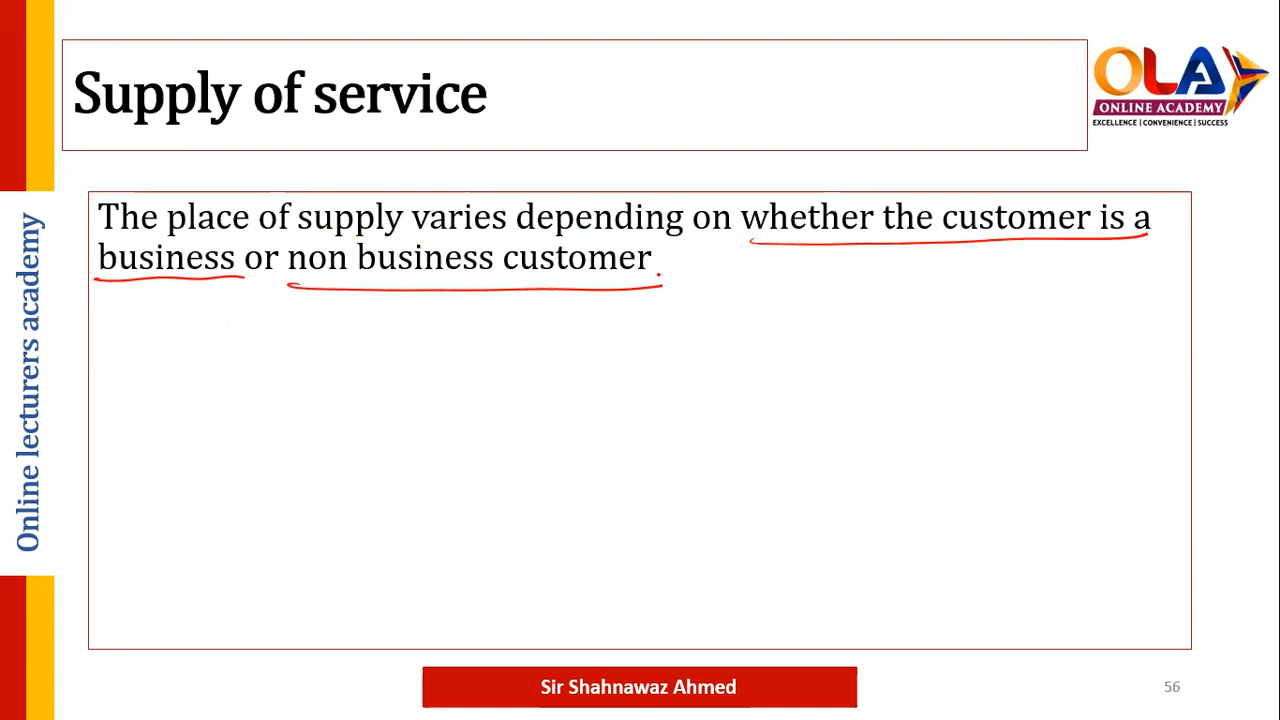 Supply of service
OLA
ONLINE ACADEMY
EXCELLENCE | CONVENIENCE | SUCCESS
The place of supply varies depending on whether the customer is a
business or non business customer
Online lecturers academy
Sir Shahnawaz Ahmed
56